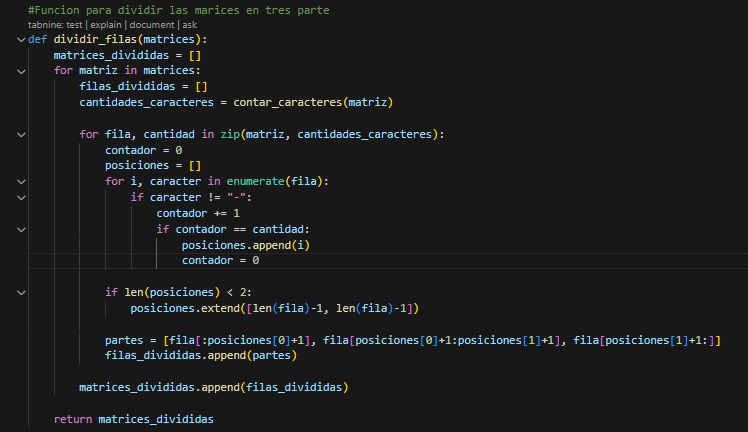 #Funcion para dividir las marices en tres parte
tabnine: test | explain | document | ask
def dividir_filas(matrices):
    matrices_divididas = []
    for matriz in matrices:
        filas_divididas = []
        cantidades_caracteres = contar_caracteres(matriz)

        for fila, cantidad in zip(matriz, cantidades_caracteres):
            contador = 0
            posiciones = []
            for i, caracter in enumerate(fila):
                if caracter != "-":
                    contador += 1
                    if contador == cantidad:
                        posiciones.append(i)
                        contador = 0

            if len(posiciones) < 2:
                posiciones.extend([len(fila)-1, len(fila)-1])

            partes = [fila[:posiciones[0]+1], fila[posiciones[0]+1:posiciones[1]+1], fila[posiciones[1]+1:]]
            filas_divididas.append(partes)

        matrices_divididas.append(filas_divididas)

    return matrices_divididas